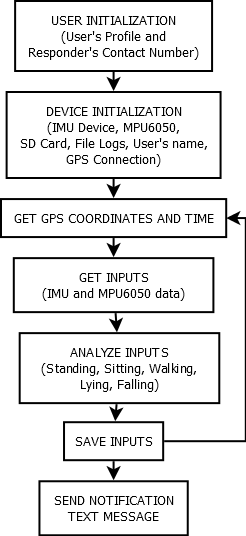 USER INITIALIZATION
(User's Profile and
Responder's Contact Number)
DEVICE INITIALIZATION
(IMU Device, MPU6050,
SD Card, File Logs, User's name,
GPS Connection)
GET GPS COORDINATES AND TIME
GET INPUTS
(IMU and MPU6050 data)
ANALYZE INPUTS
(Standing, Sitting, Walking,
Lying, Falling)
SAVE INPUTS
SEND NOTIFICATION
TEXT MESSAGE